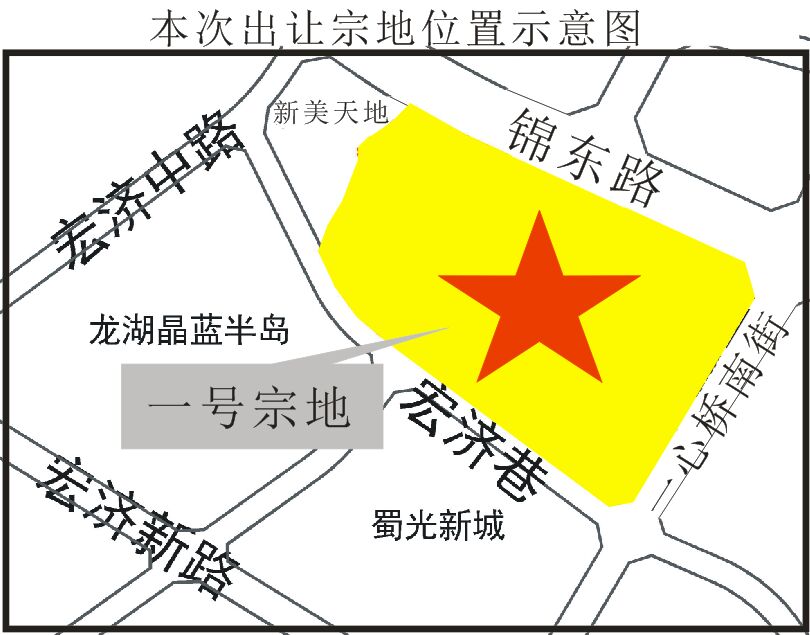 本次出让宗地位置示意图
新美天地
锦东路
宏济中路
龙湖晶蓝半岛
一心桥南街
一号宗地
宏济巷
宏济新路
蜀光新城